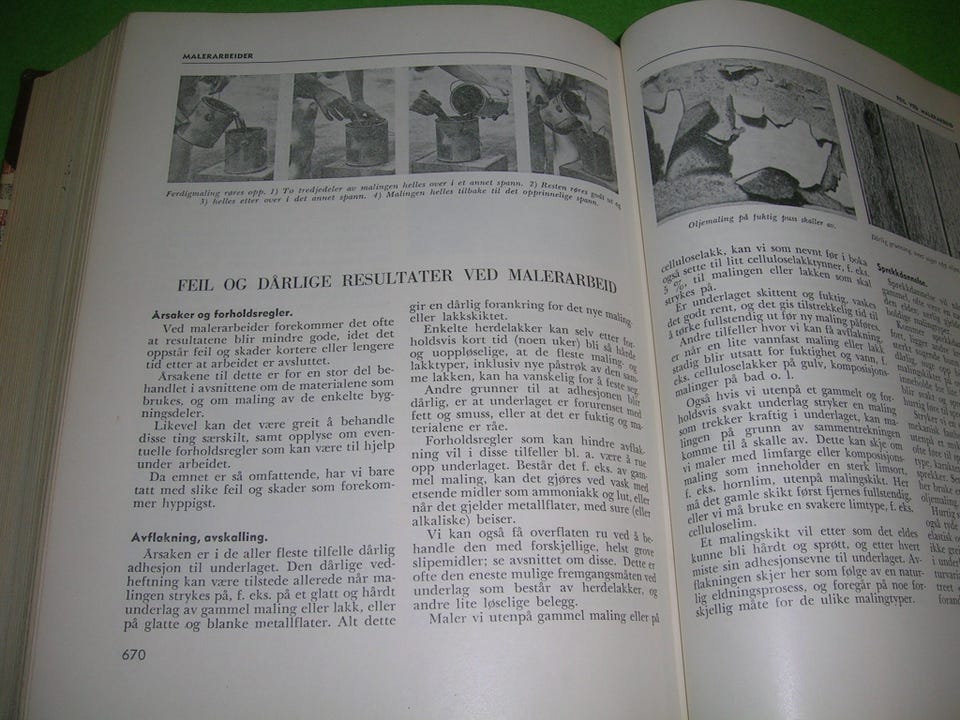 MALERARBEIDER
Ferdigmaling røres opp. 1) To tredjedeler av malingen helles over i et annet spann. 2) Resten røres godt ut og
3) helles etter over i det annet spann. 4) Malingen helles tilbake til det opprinnelige spann.
FEIL OG DÅRLIGE RESULTATER VED MALERARBEID
Årsaker og forholdsregler.
Ved malerarbeider forekommer det ofte
at resultatene blir mindre gode, idet det
oppstår feil og skader kortere eller lengere
tid etter at arbeidet er avsluttet.
Årsakene til dette er for en stor del be-
handlet i avsnittene om de materialene som
brukes, og om maling av de enkelte byg-
ningsdeler.
Likevel kan det være greit å behandle
disse ting særskilt, samt opplyse om even-
tuelle forholdsregler som kan være til hjelp
under arbeidet.
Da emnet er så omfattende, har vi bare
tatt med slike feil og skader som forekom-
mer hyppigst.
Avflakning, avskalling.
Årsaken er i de aller fleste tilfelle dårlig
adhesjon til underlaget. Den dårlige ved-
heftning kan være tilstede allerede når ma-
lingen strykes på, f. eks. på et glatt og hårdt
underlag av gammel maling eller lakk, eller
på glatte og blanke metallflater. Alt dette
670
gir en dårlig forankring for det nye maling-
eller lakkskiktet.
Enkelte herdelakker kan selv etter for-
holdsvis kort tid (noen uker) bli så hårde
og uoppløselige, at de fleste maling- og
lakktyper, inklusiv nye påstrøk av den sam-
me lakken, kan ha vanskelig for å feste seg.
Andre grunner til at adhesjonen blir
dårlig, er at underlaget er forurenset med
fett og smuss, eller at det er fuktig og ma-
terialene er råe.
Forholdsregler som kan hindre avflak-
ning vil i disse tilfeller bl. a. være å rue
opp underlaget. Består det f. eks. av gam-
mel maling, kan det gjøres ved vask med
etsende midler som ammoniakk og lut, eller
når det gjelder metallflater, med sure (eller
alkaliske) beiser.
Vi kan også få overflaten ru ved å be-
handle den med forskjellige, helst grove
slipemidler; se avsnittet om disse. Dette er
ofte den eneste mulige fremgangsmåten ved
underlag som består av herdelakker, og
andre lite løselige belegg.
Maler vi utenpå gammel maling eller på
FEIL VED MALERARBEID
Oljemaling på fuktig puss skaller av.
Dårlig grunning,
celluloselakk, kan vi som nevnt før i boka
også sette til litt celluloselakktynner, f. eks.
5 %, til malingen eller lakken som skal
strykes på.
Er underlaget skittent og fuktig, vaskes
det godt rent, og det gis tilstrekkelig tid til
å tørke fullstendig ut før ny maling påføres.
Andre tilfeller hvor vi kan få avflakning,
er når en lite vannfast maling eller lakk
stadig blir utsatt for fuktighet og vann, f.
eks. Celluloselakker på gulv, komposisjons-
malinger på bad o. l.
Også hvis vi utenpå et gammelt og for-
holdsvis svakt underlag stryker en maling
som trekker kraftig i underlaget, kan ma-
lingen på grunn av sammentrekningen
komme til å skalle av. Dette kan skje om
vi maler med limfarge eller komposisjons-
maling som inneholder en sterk limsort,
f. eks. hornlim, utenpå malingskikt. Her
må det gamle skikt først fjernes fullstendig,
eller vi må bruke en svakere limtype, f. eks.
celluloselim.
Et malingskikt vil etter som det eldes
kunne bli hårdt og sprøtt, og etter hvert
miste sin adhesjonsevne til underlaget. Av-
flakningen skjer her som følge av en natur-
lig eldningsprosess, og foregår på noe for-
skjellig måte for de ulike malingtyper.
Sprekkdannelse.